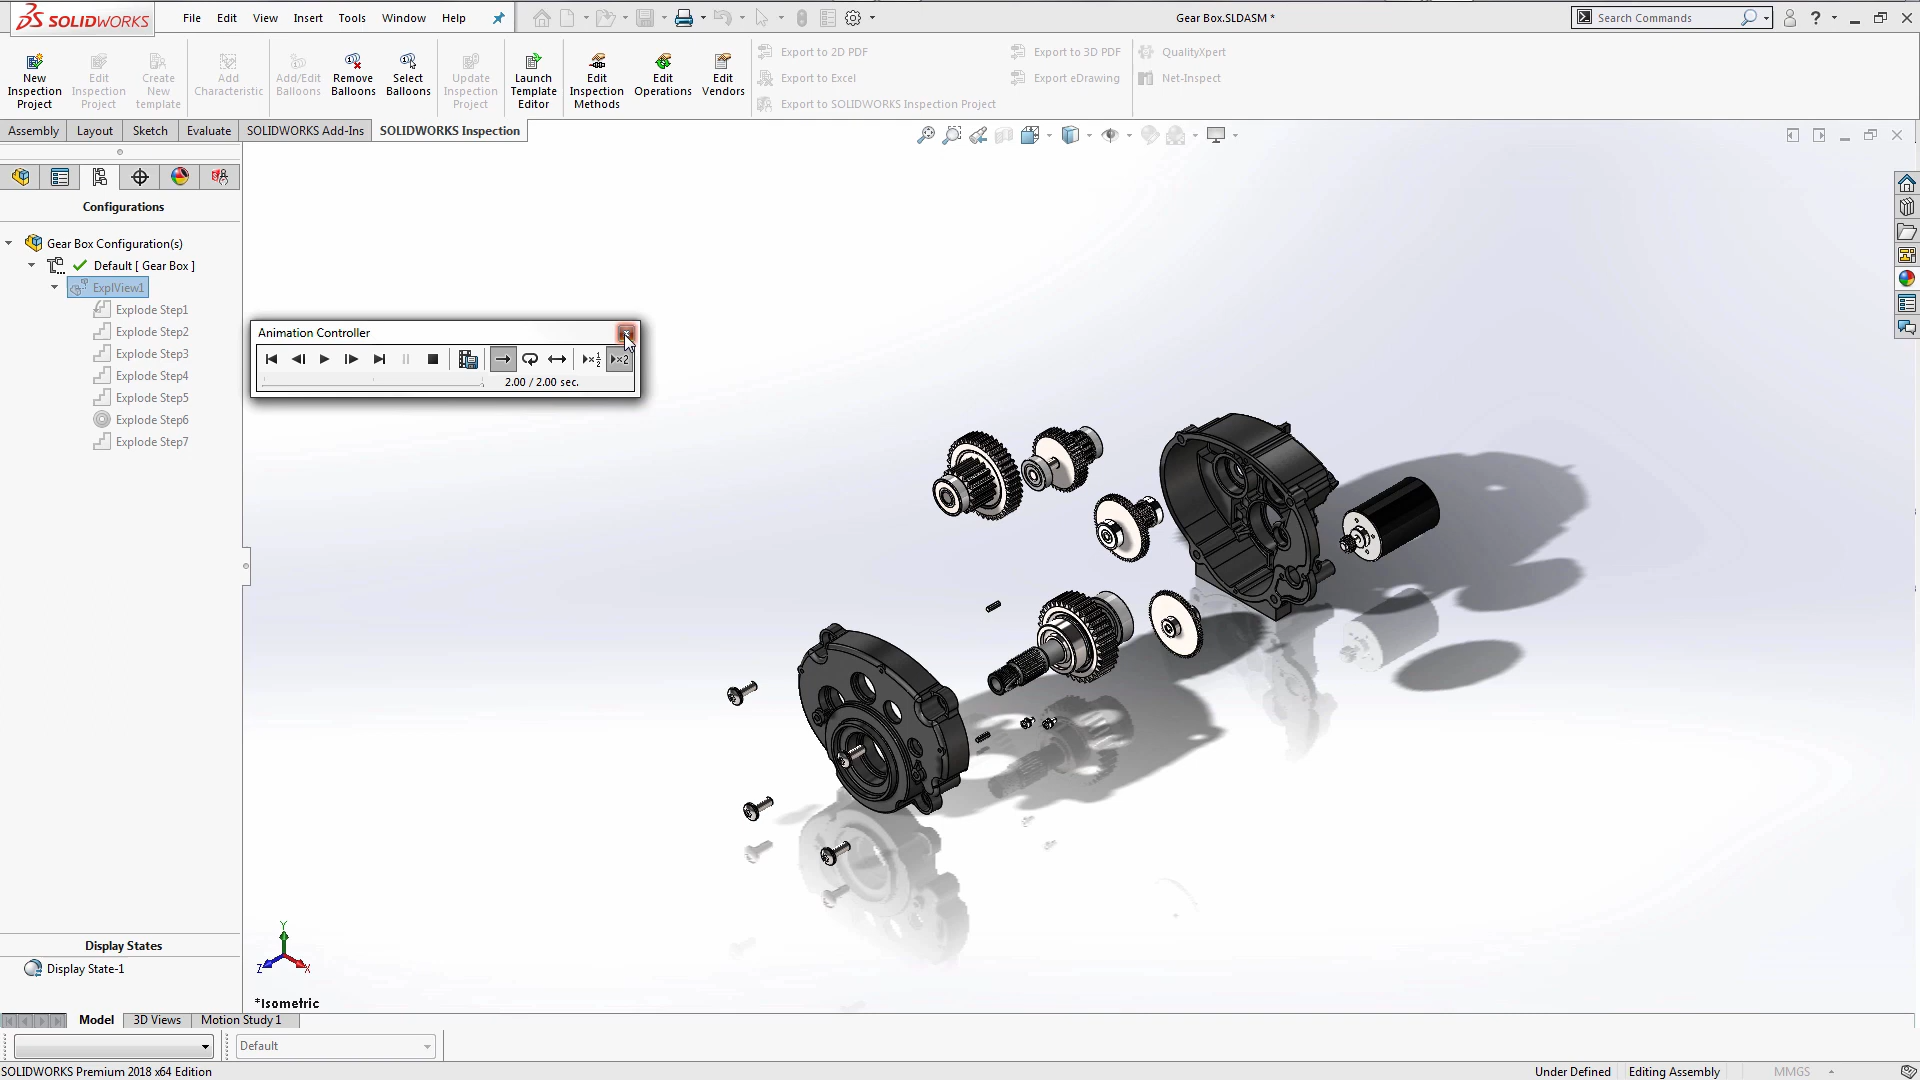 SOLIDWORKS File Edit View Insert Tools Window Help Gear Box.SLDASM * Search Commands ?
New Inspection Project
Edit Inspection Project
Create New template
Add Characteristic
Add/Edit Balloons
Remove Balloons
Select Balloons
Update Inspection Project
Launch Template Editor
Edit Inspection Methods
Edit Operations
Edit Vendors
Export to 2D PDF
Export to Excel
Export to SOLIDWORKS Inspection Project
Export to 3D PDF
Export eDrawing
QualityXpert
Net-Inspect
Assembly Layout Sketch Evaluate SOLIDWORKS Add-Ins SOLIDWORKS Inspection
Configurations
Gear Box Configuration(s)
Default [ Gear Box ]
ExplView1
Explode Step1
Explode Step2
Explode Step3
Explode Step4
Explode Step5
Explode Step6
Explode Step7
Animation Controller
2.00 / 2.00 sec.
Display States
Display State-1
Y
Z X
*Isometric
Model 3D Views Motion Study 1
Default
SOLIDWORKS Premium 2018 x64 Edition Under Defined Editing Assembly MMGS